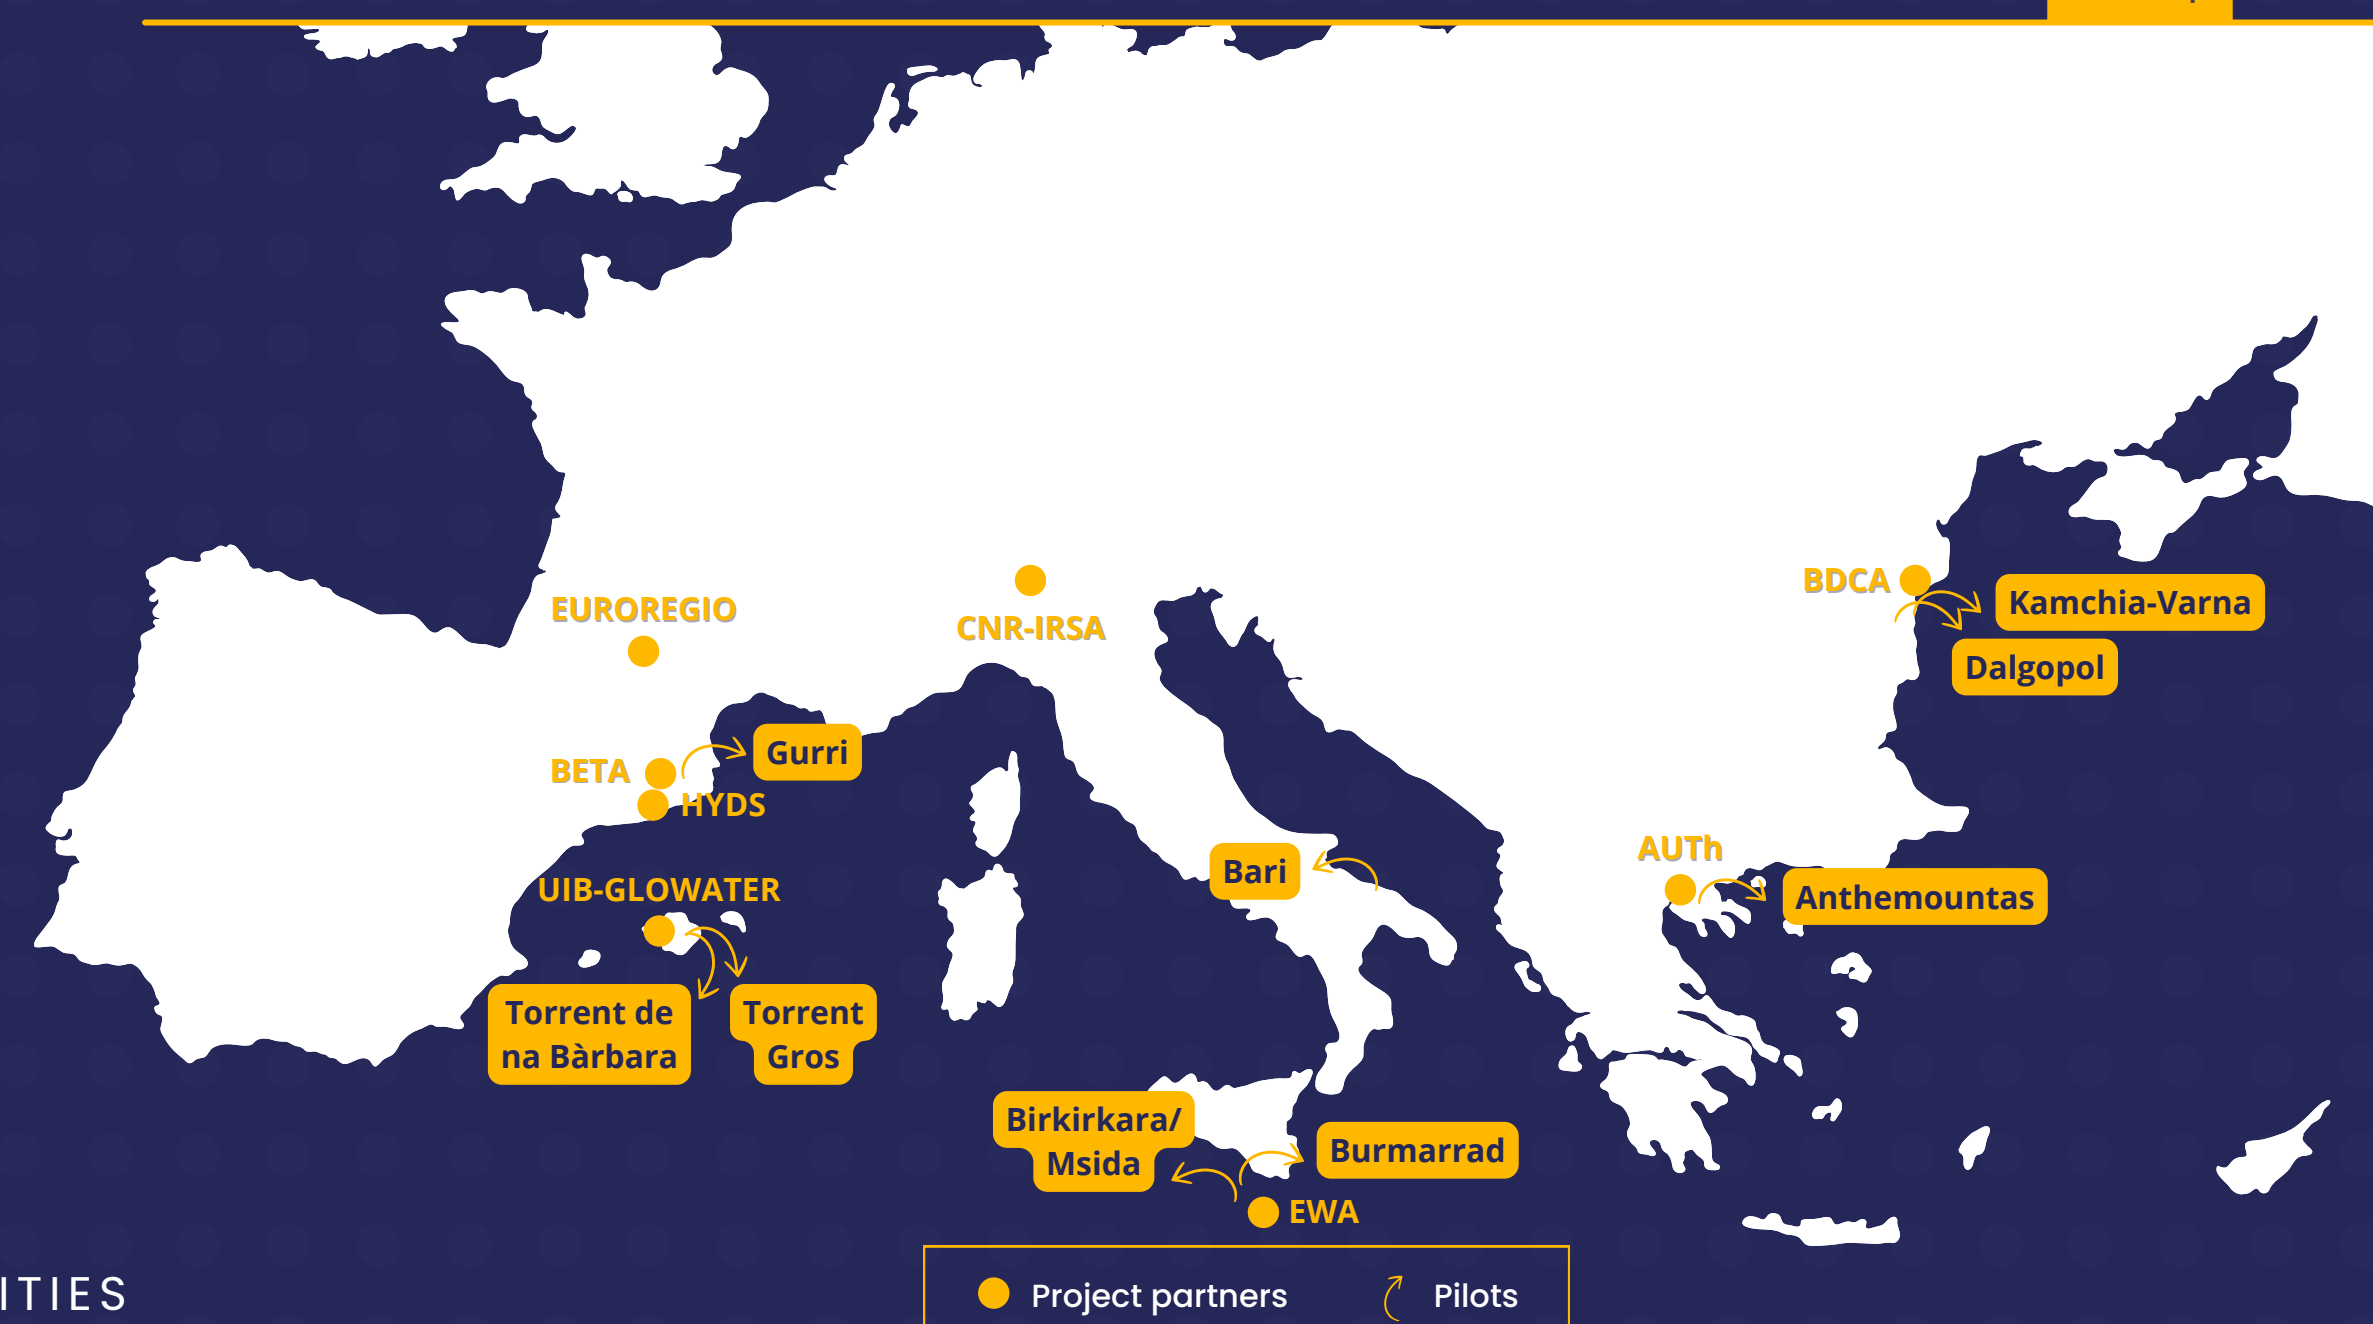 EUROREGIO
CNR-IRSA
BDCA
Kamchia-Varna
Dalgopol
Gurri
BETA
HYDS
UIB-GLOWATER
Bari
AUTh
Anthemountas
Torrent de
na Bàrbara
Torrent
Gros
Birkirkara/
Msida
Burmarrad
EWA
ITIES
Project partners
Pilots